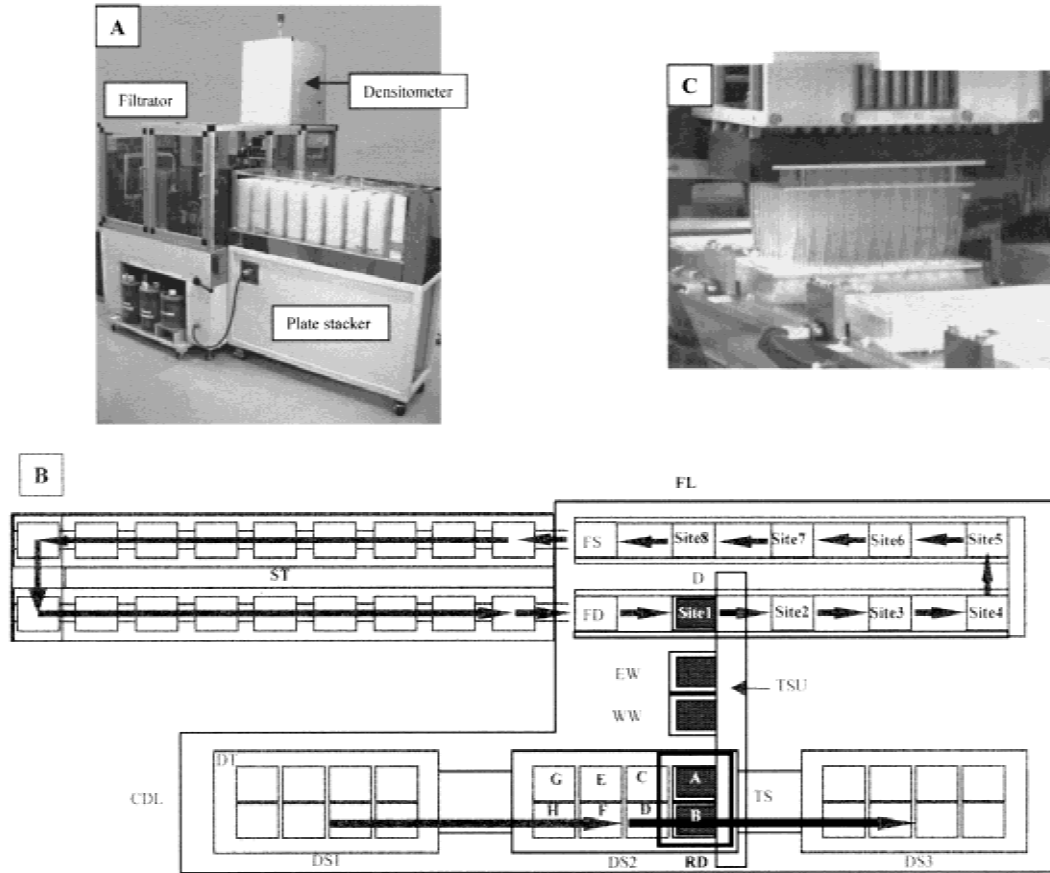 A
Filtrator
Densitometer
Plate stacker
C
B
FL
FS Site8 Site7 Site6 Site5
ST
D
FD Site1 Site2 Site3 Site4
EW
TSU
WW
DT
G E C A
CDL
TS
H F D B
DS1 DS2 RD DS3